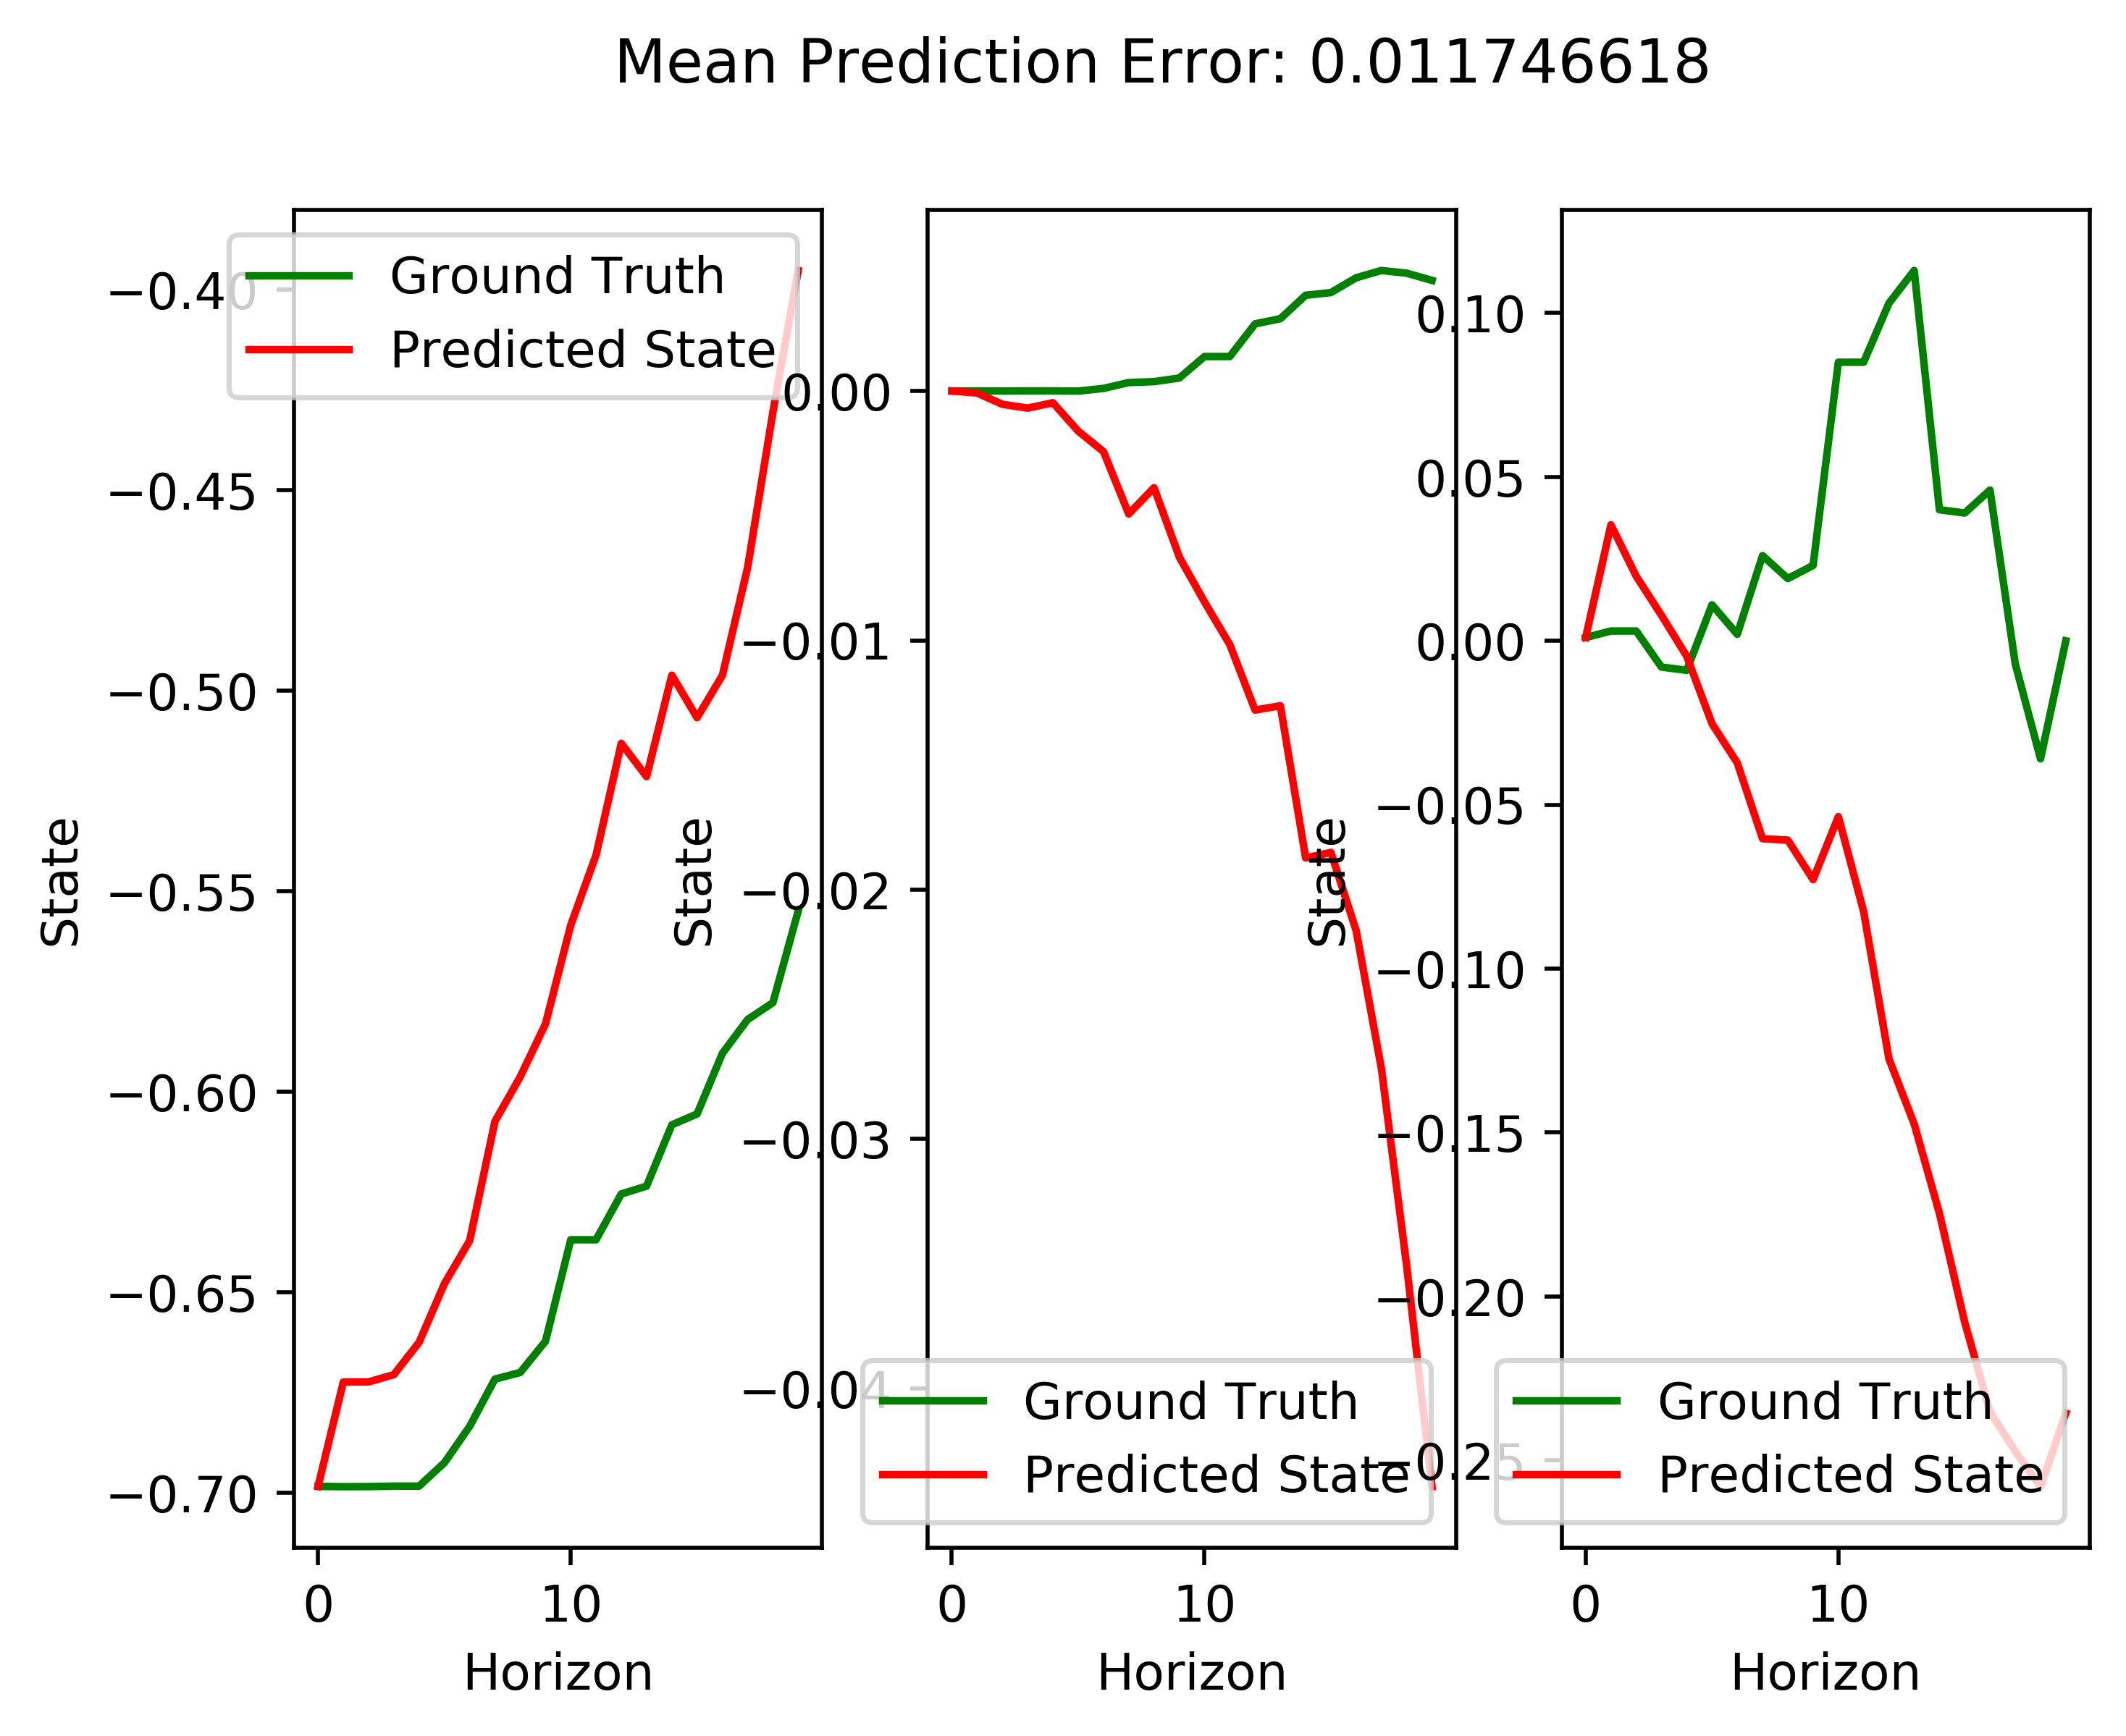 Mean Prediction Error: 0.011746618
Ground Truth
Predicted State
−0.40
−0.45
−0.50
−0.55
−0.60
−0.65
−0.70
State
0
10
Horizon
0.00
−0.01
−0.02
−0.03
−0.04
State
Ground Truth
Predicted State
0
10
Horizon
0.10
0.05
0.00
−0.05
−0.10
−0.15
−0.20
−0.25
State
Ground Truth
Predicted State
0
10
Horizon